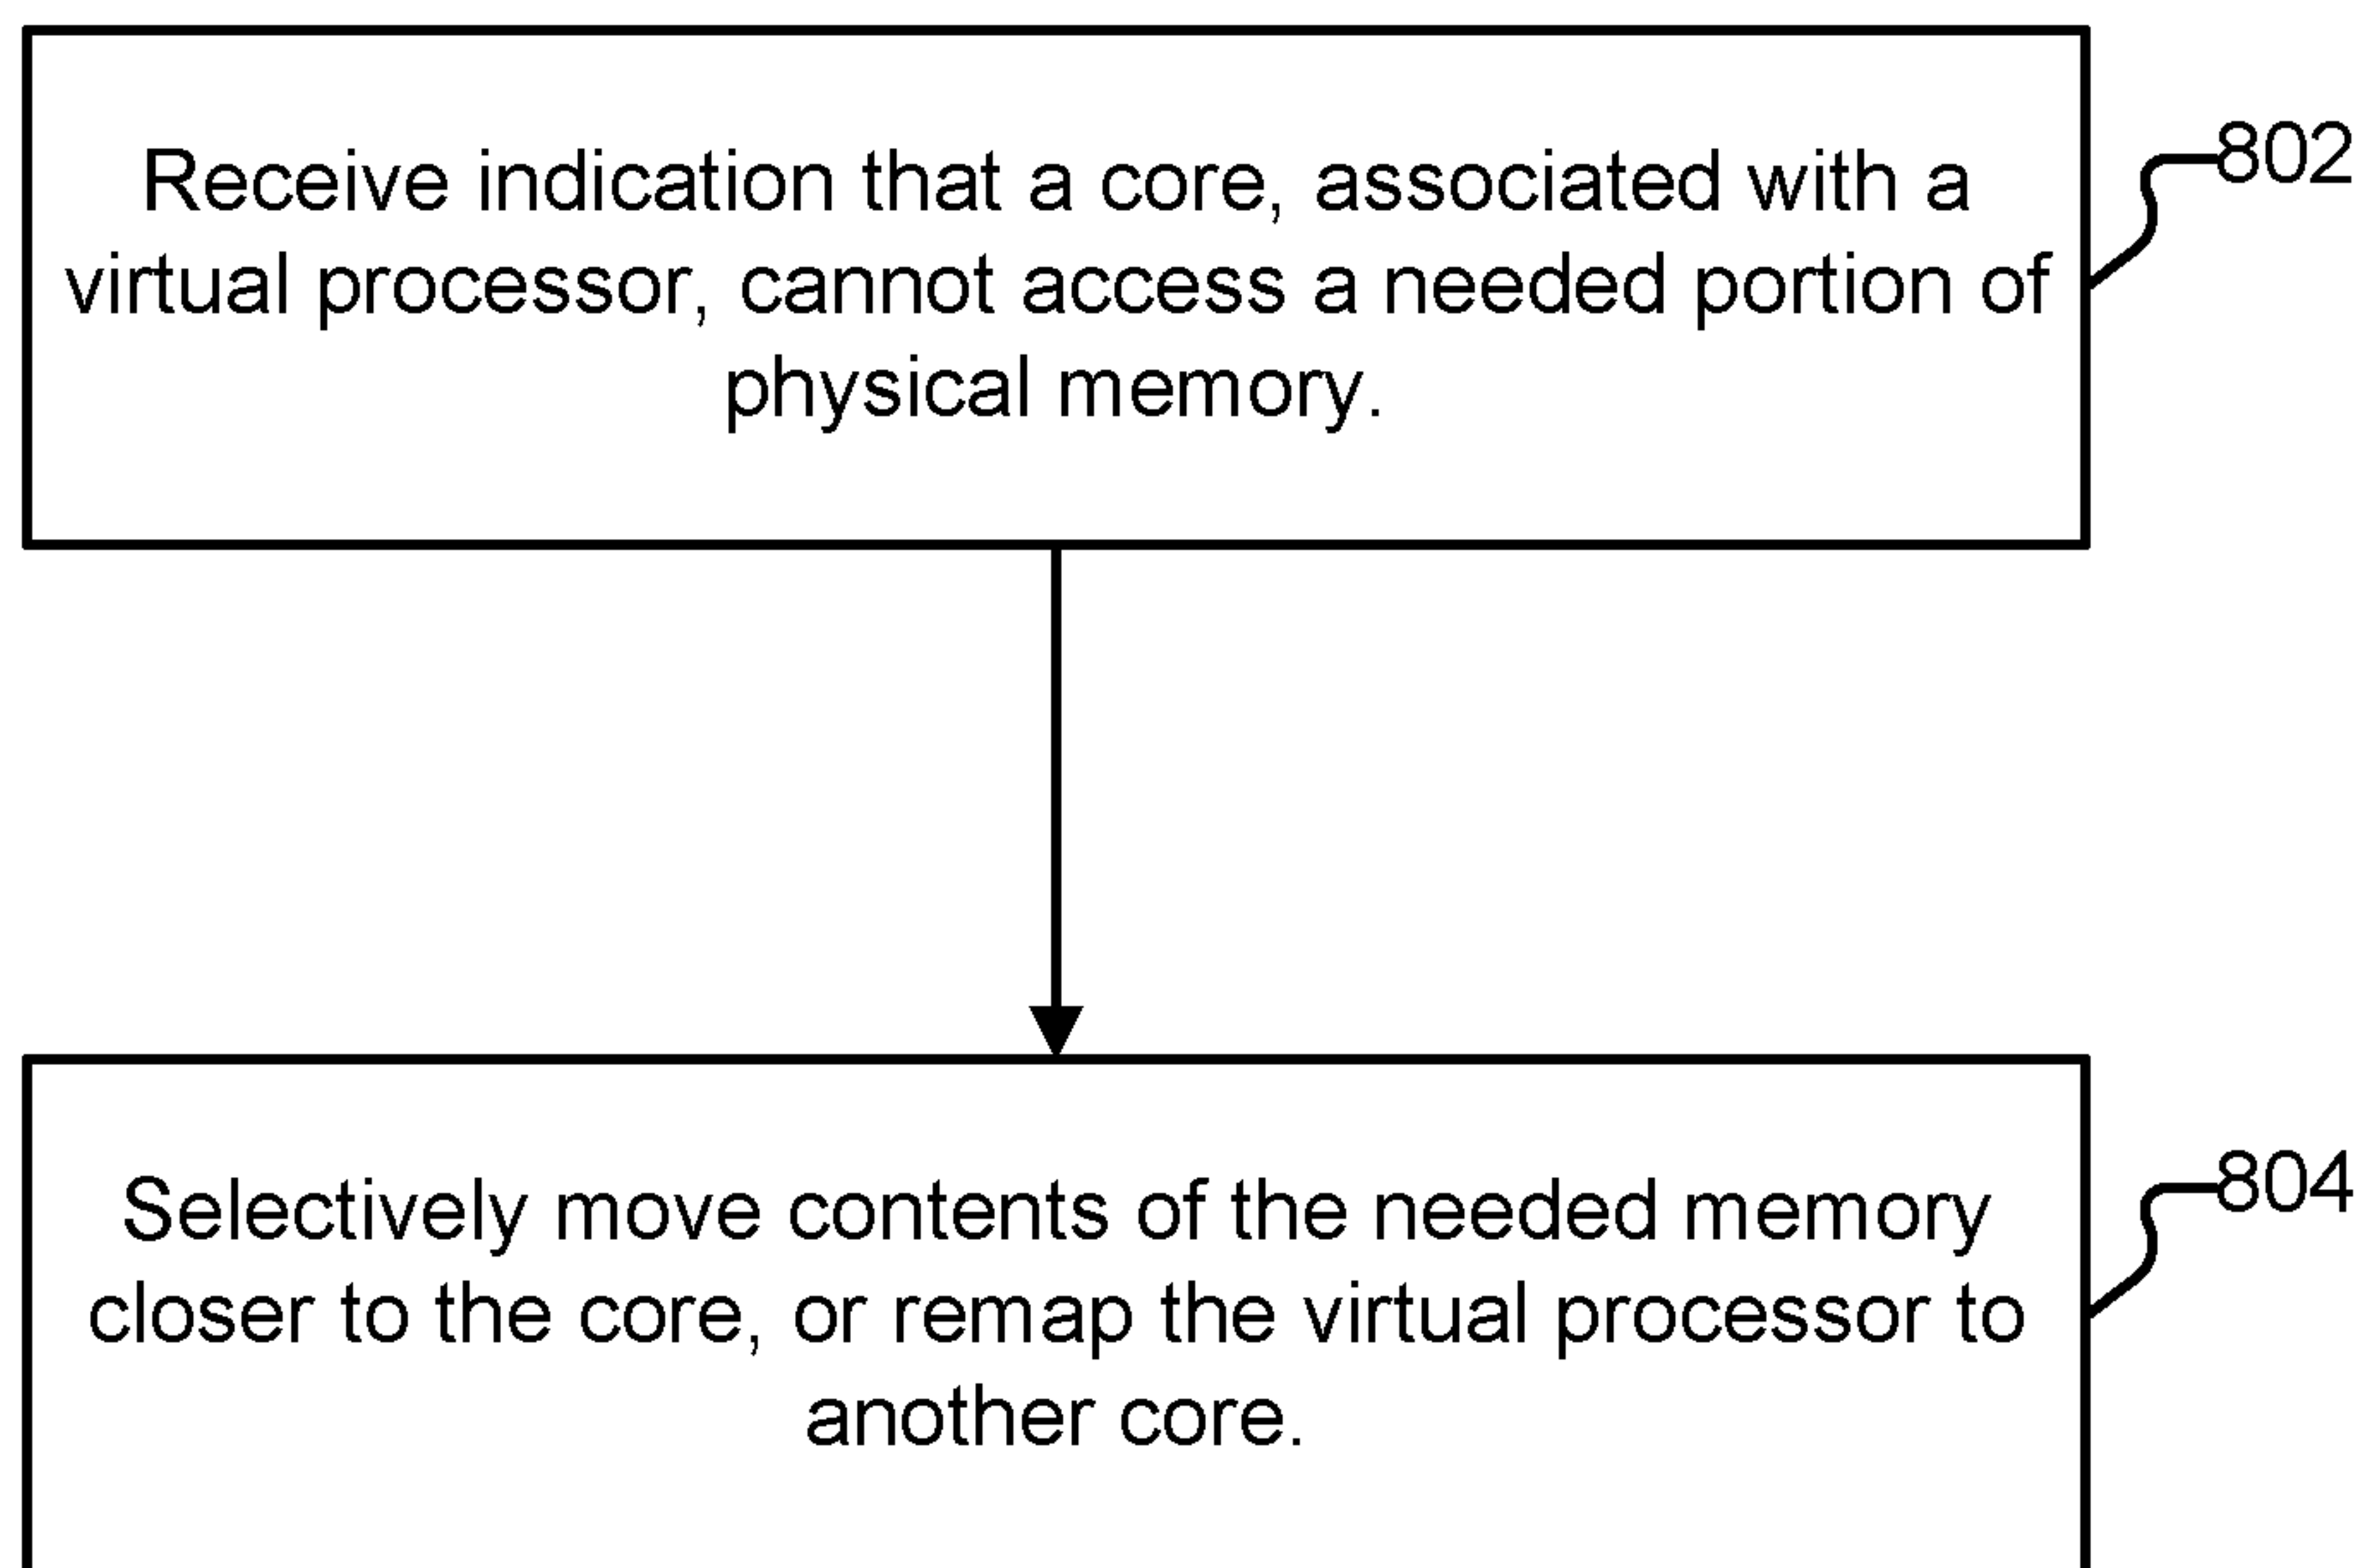 Receive indication that a core, associated with a
virtual processor, cannot access a needed portion of
physical memory.
802
Selectively move contents of the needed memory
closer to the core, or remap the virtual processor to
another core.
804